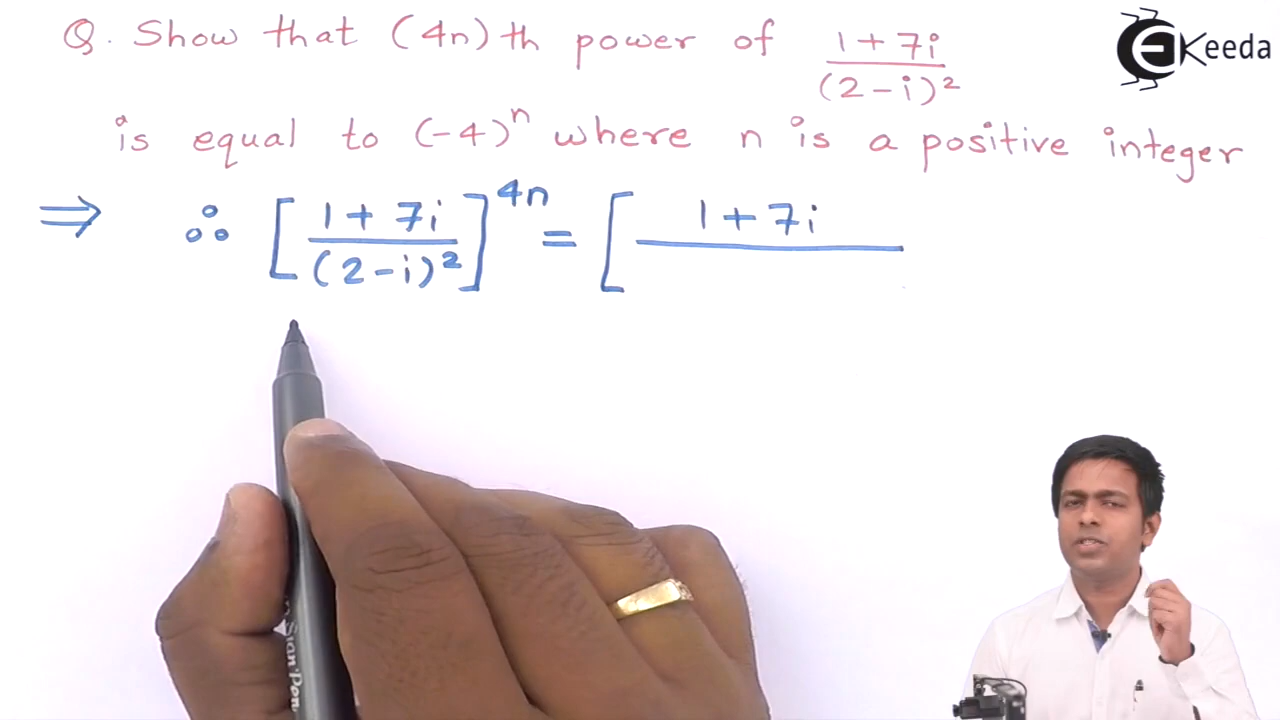 Q. Show that (4n)th power of (1+7i)/(2-i)²
is equal to (-4)ⁿ where n is a positive integer
⇒ ∴ [(1+7i)/(2-i)²]⁴ⁿ = [ 1+7i
Keeda